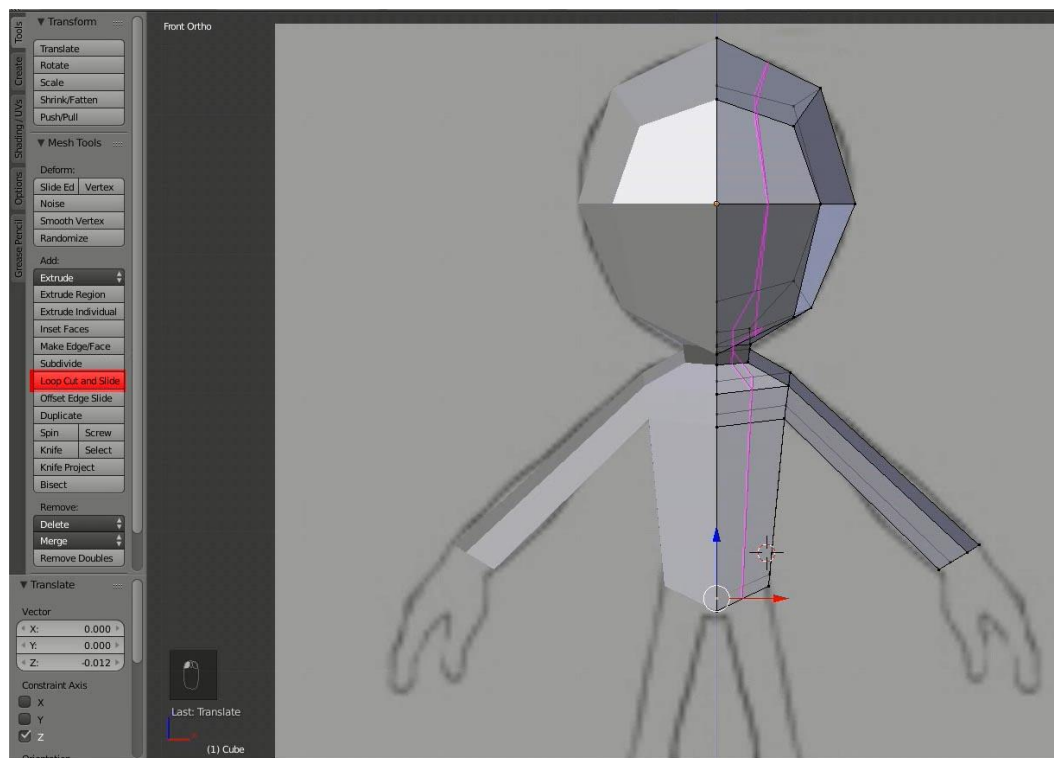 Tools
Create
Shading / UVs
Options
Grease Pencil
Transform
Translate
Rotate
Scale
Shrink/Fatten
Push/Pull
Mesh Tools
Deform:
Slide Ed Vertex
Noise
Smooth Vertex
Randomize
Add:
Extrude
Extrude Region
Extrude Individual
Inset Faces
Make Edge/Face
Subdivide
Loop Cut and Slide
Offset Edge Slide
Duplicate
Spin Screw
Knife Select
Knife Project
Bisect
Remove:
Delete
Merge
Remove Doubles
Translate
Vector
X: 0.000
Y: 0.000
Z: -0.012
Constraint Axis
X
Y
Z
Front Ortho
Last: Translate
(1) Cube